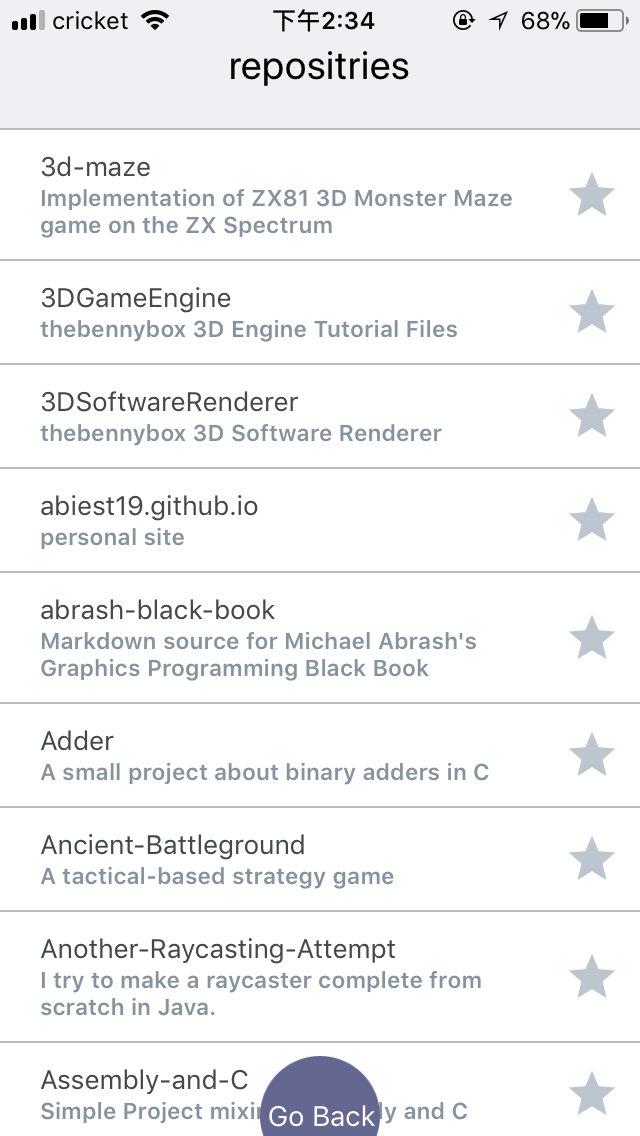 cricket 下午2:34 68%
repositries
3d-maze
Implementation of ZX81 3D Monster Maze
game on the ZX Spectrum
3DGameEngine
thebennybox 3D Engine Tutorial Files
3DSoftwareRenderer
thebennybox 3D Software Renderer
abiest19.github.io
personal site
abrash-black-book
Markdown source for Michael Abrash's
Graphics Programming Black Book
Adder
A small project about binary adders in C
Ancient-Battleground
A tactical-based strategy game
Another-Raycasting-Attempt
I try to make a raycaster complete from
scratch in Java.
Assembly-and-C
Simple Project and C
Go Back